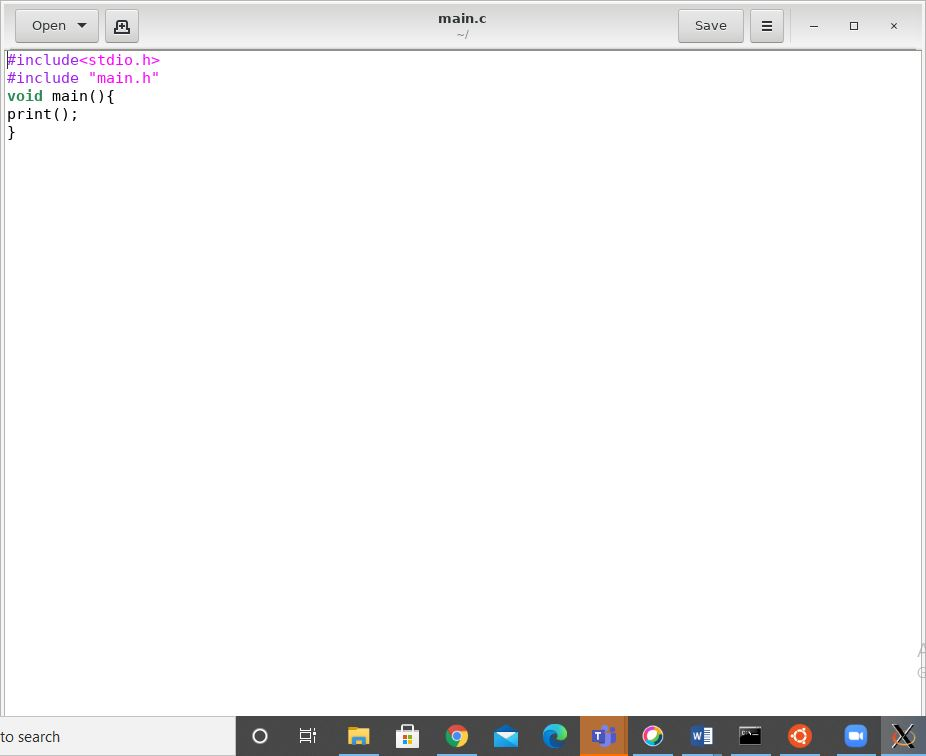 Open
main.c
~/
Save
#include<stdio.h>
#include "main.h"
void main(){
print();
}
to search